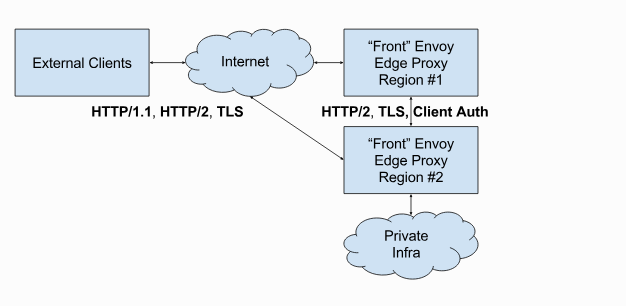 External Clients
Internet
“Front” Envoy
Edge Proxy
Region #1
HTTP/1.1, HTTP/2, TLS
HTTP/2, TLS, Client Auth
“Front” Envoy
Edge Proxy
Region #2
Private
Infra